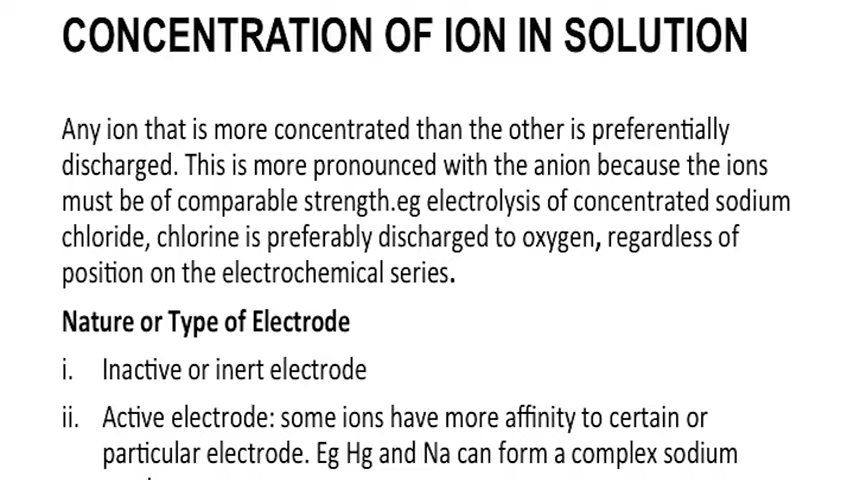 CONCENTRATION OF ION IN SOLUTION
Any ion that is more concentrated than the other is preferentially
discharged. This is more pronounced with the anion because the ions
must be of comparable strength.eg electrolysis of concentrated sodium
chloride, chlorine is preferably discharged to oxygen, regardless of
position on the electrochemical series.
Nature or Type of Electrode
i. Inactive or inert electrode
ii. Active electrode: some ions have more affinity to certain or
particular electrode. Eg Hg and Na can form a complex sodium